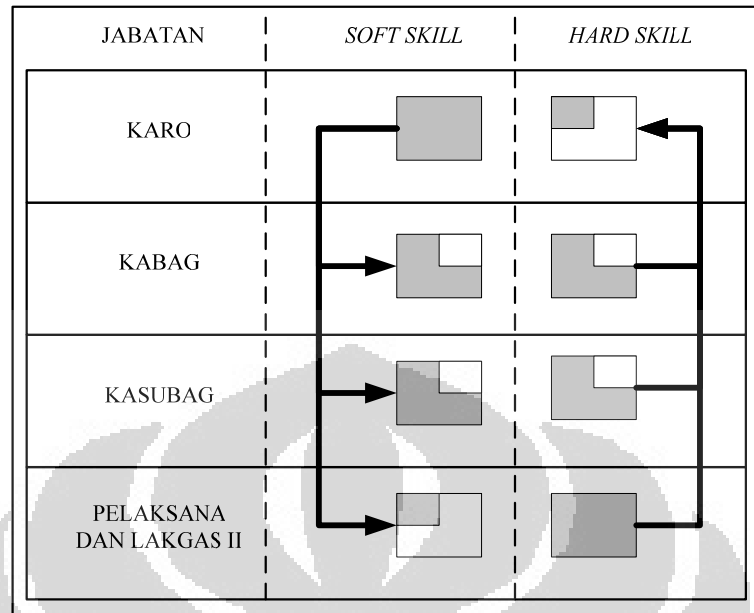 JABATAN SOFT SKILL HARD SKILL
KARO
KABAG
KASUBAG
PELAKSANA
DAN LAKGAS II